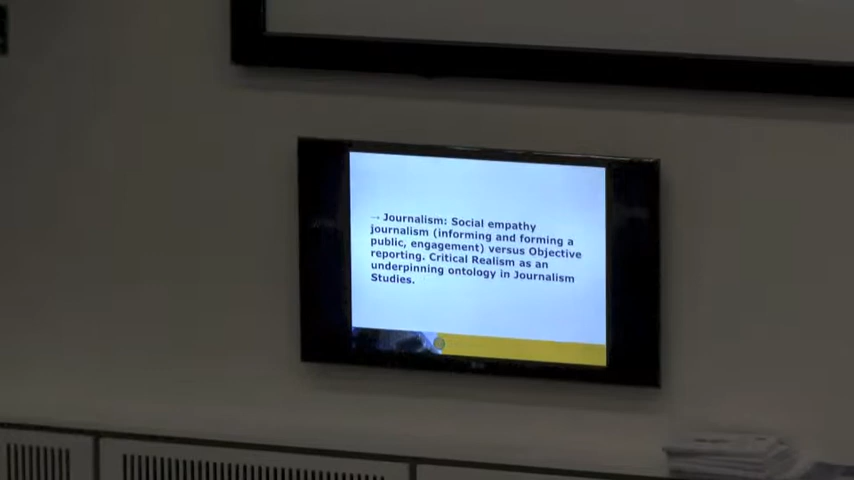 → Journalism: Social empathy
journalism (informing and forming a
public, engagement) versus Objective
reporting. Critical Realism as an
underpinning ontology in Journalism
Studies.